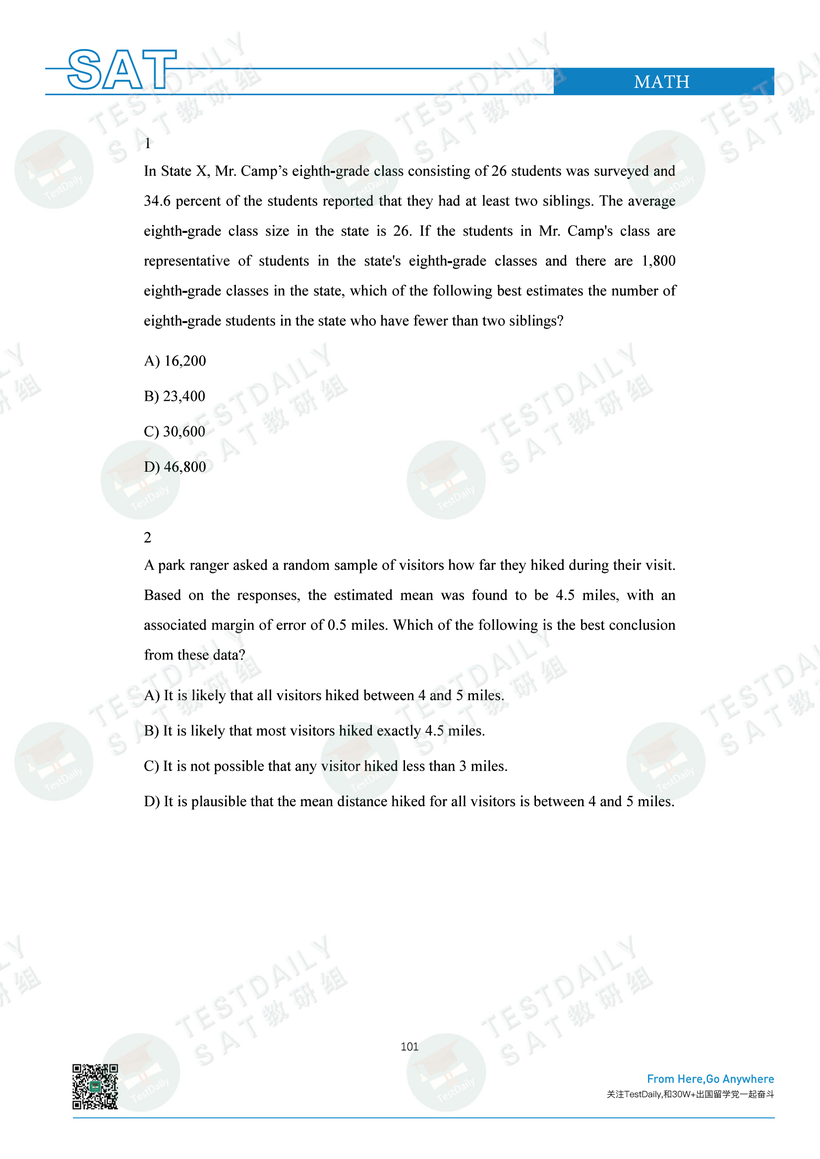 SAT
MATH
1
In State X, Mr. Camp’s eighth-grade class consisting of 26 students was surveyed and
34.6 percent of the students reported that they had at least two siblings. The average
eighth-grade class size in the state is 26. If the students in Mr. Camp's class are
representative of students in the state's eighth-grade classes and there are 1,800
eighth-grade classes in the state, which of the following best estimates the number of
eighth-grade students in the state who have fewer than two siblings?
A) 16,200
B) 23,400
C) 30,600
D) 46,800
2
A park ranger asked a random sample of visitors how far they hiked during their visit.
Based on the responses, the estimated mean was found to be 4.5 miles, with an
associated margin of error of 0.5 miles. Which of the following is the best conclusion
from these data?
A) It is likely that all visitors hiked between 4 and 5 miles.
B) It is likely that most visitors hiked exactly 4.5 miles.
C) It is not possible that any visitor hiked less than 3 miles.
D) It is plausible that the mean distance hiked for all visitors is between 4 and 5 miles.
TESTDAILY
SAT教研组
TestDaily
101
From Here,Go Anywhere
关注TestDaily,和30W+出国留学党一起奋斗